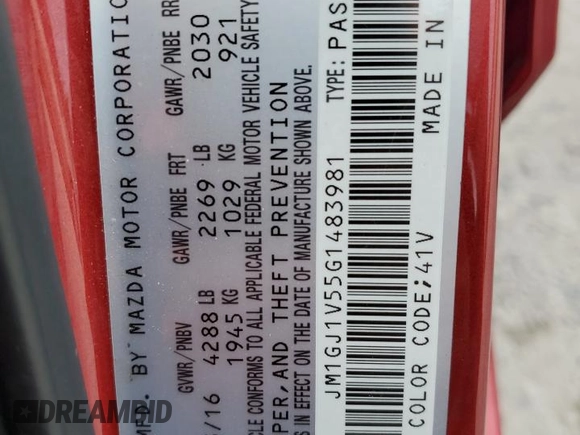 MFD. BY MAZDA MOTOR CORPORATIO
GVWR/PNBV GAWR/PNBE FRT GAWR/PNBE RR
/16 4288 LB 2269 LB 2030
1945 KG 1029 KG 921
CONFORMS TO ALL APPLICABLE FEDERAL MOTOR VEHICLE SAFETY
PER, AND THEFT PREVENTION
IN EFFECT ON THE DATE OF MANUFACTURE SHOWN ABOVE.
JM1GJ1V55G1483981 TYPE: PAS
COLOR CODE;41V MADE IN
DREAMBID